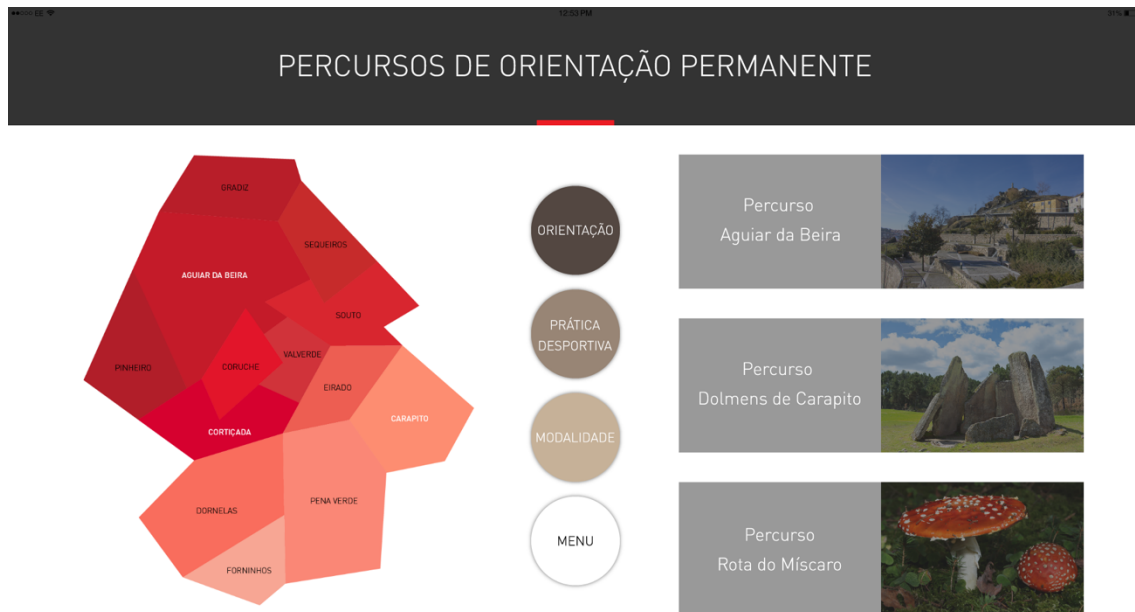 EE
12:53 PM
31%
PERCURSOS DE ORIENTAÇÃO PERMANENTE
GRADIZ
SEQUEIROS
AGUIAR DA BEIRA
SOUTO
VALVERDE
PINHEIRO
CORUCHE
EIRADO
CARAPITO
CORTIÇADA
PENA VERDE
DORNELAS
FORNINHOS
ORIENTAÇÃO
PRÁTICA
DESPORTIVA
MODALIDADE
MENU
Percurso
Aguiar da Beira
Percurso
Dolmens de Carapito
Percurso
Rota do Míscaro